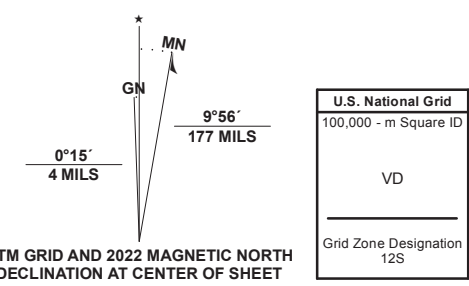 ★
MN
GN
9°56´
177 MILS
0°15´
4 MILS
TM GRID AND 2022 MAGNETIC NORTH
DECLINATION AT CENTER OF SHEET
U.S. National Grid
100,000 - m Square ID
VD
Grid Zone Designation
12S